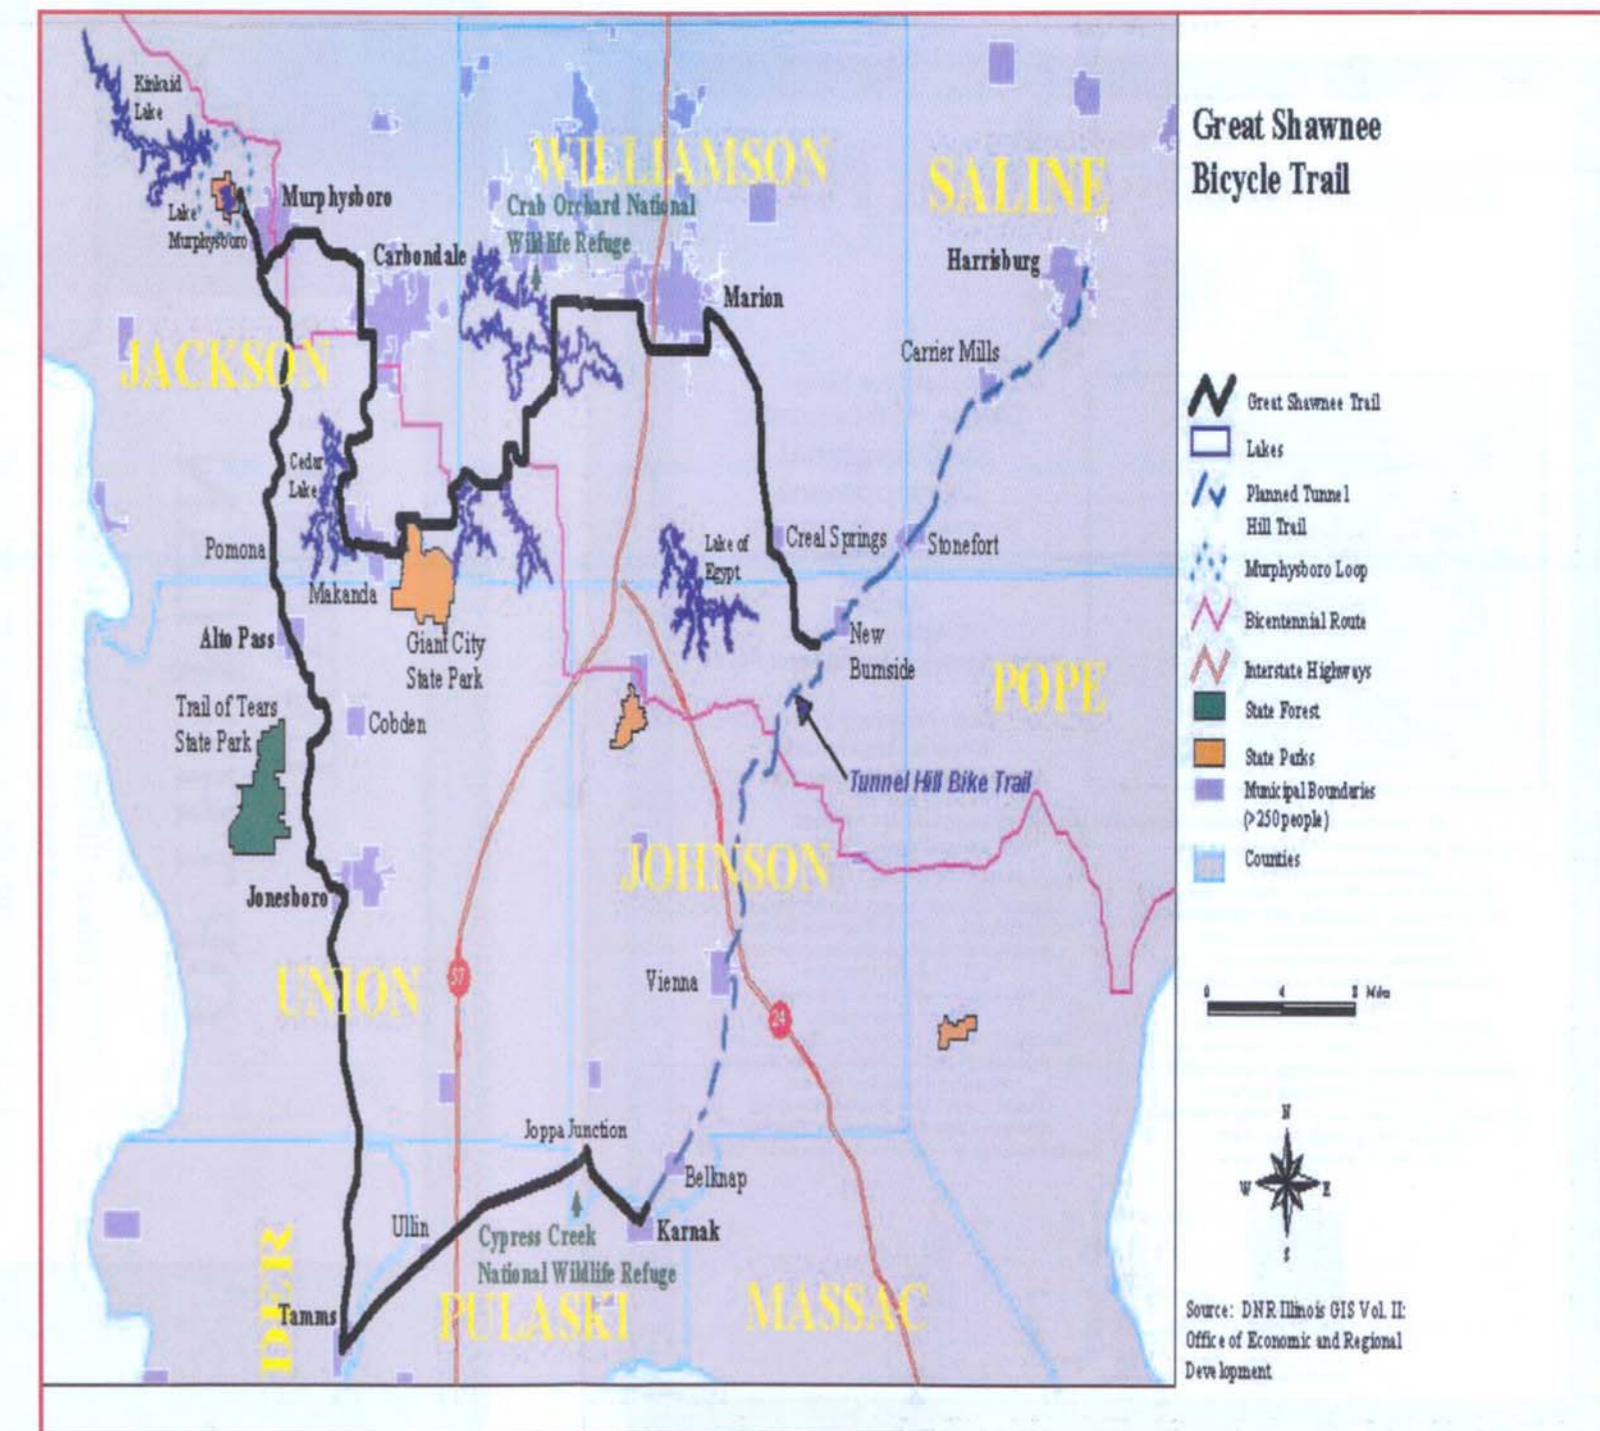 Great Shawnee
Bicycle Trail
Kinkaid
Lake
Lake
Murphysboro
Murphysboro
Carbondale
WILLIAMSON
Crab Orchard National
Wildlife Refuge
SALINE
Harrisburg
Marion
Carrier Mills
JACKSON
Cedar
Lake
Pomona
Makanda
Giant City
State Park
Lake of
Egypt
Creal Springs
Stonefort
New
Burnside
Alto Pass
Trail of Tears
State Park
Cobden
POPE
Tunnel Hill Bike Trail
JOHNSON
Jonesboro
UNION
57
Vienna
24
Joppa Junction
Belknap
Ullin
Cypress Creek
National Wildlife Refuge
Karnak
Tamms
DER
PULASKI
MASSAC
Great Shawnee Trail
Lakes
Planned Tunnel
Hill Trail
Murphysboro Loop
Bicentennial Route
Interstate Highways
State Forest
State Parks
Municipal Boundaries
(>250 people)
Counties
0 4 8 Miles
N
W E
S
Source: DNR Illinois GIS Vol. II:
Office of Economic and Regional
Development